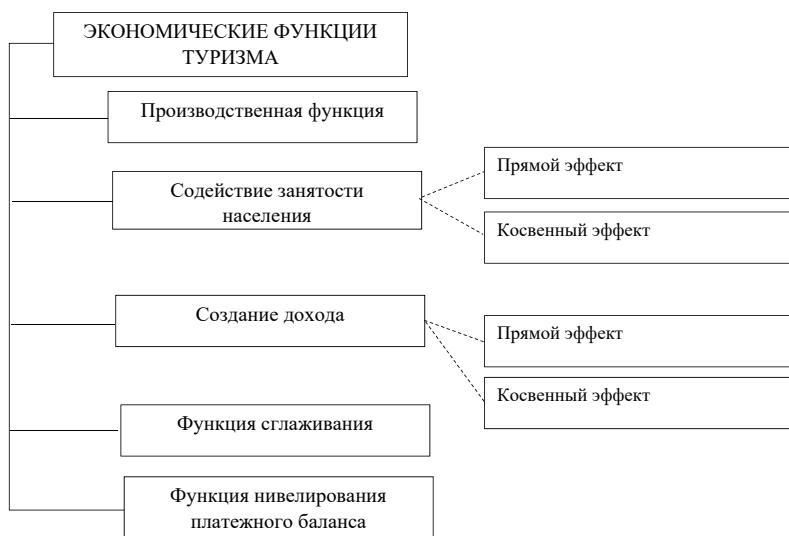 ЭКОНОМИЧЕСКИЕ ФУНКЦИИ
ТУРИЗМА
Производственная функция
Содействие занятости
населения
Прямой эффект
Косвенный эффект
Создание дохода
Прямой эффект
Косвенный эффект
Функция сглаживания
Функция нивелирования
платежного баланса